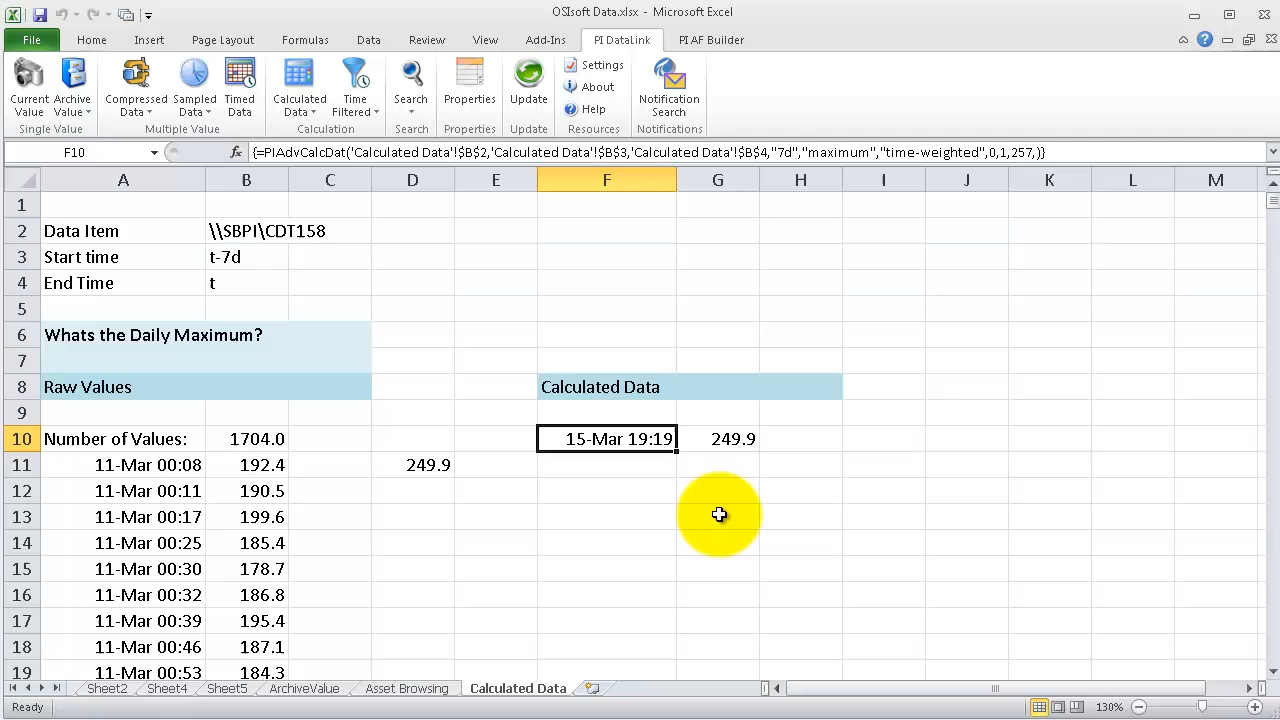 OSIsoft Data.xlsx - Microsoft Excel
File Home Insert Page Layout Formulas Data Review View Add-Ins PI DataLink PI AF Builder
Current Value Archive Value Compressed Data Sampled Data Timed Data Calculated Data Time Filtered Search Properties Update Settings About Help Notification Search
Single Value Multiple Value Calculation Search Properties Update Resources Notifications
F10 fx {=PIAdvCalcDat('Calculated Data'!$B$2,'Calculated Data'!$B$3,'Calculated Data'!$B$4,"7d","maximum","time-weighted",0,1,257,)}
A B C D E F G H I J K L M
1
2 Data Item \\SBPI\CDT158
3 Start time t-7d
4 End Time t
5
6 Whats the Daily Maximum?
7
8 Raw Values Calculated Data
9
10 Number of Values: 1704.0 15-Mar 19:19 249.9
11 11-Mar 00:08 192.4 249.9
12 11-Mar 00:11 190.5
13 11-Mar 00:17 199.6
14 11-Mar 00:25 185.4
15 11-Mar 00:30 178.7
16 11-Mar 00:32 186.8
17 11-Mar 00:39 195.4
18 11-Mar 00:46 187.1
19 11-Mar 00:53 184.3
Sheet2 Sheet4 Sheet5 ArchiveValue Asset Browsing Calculated Data
Ready 130%